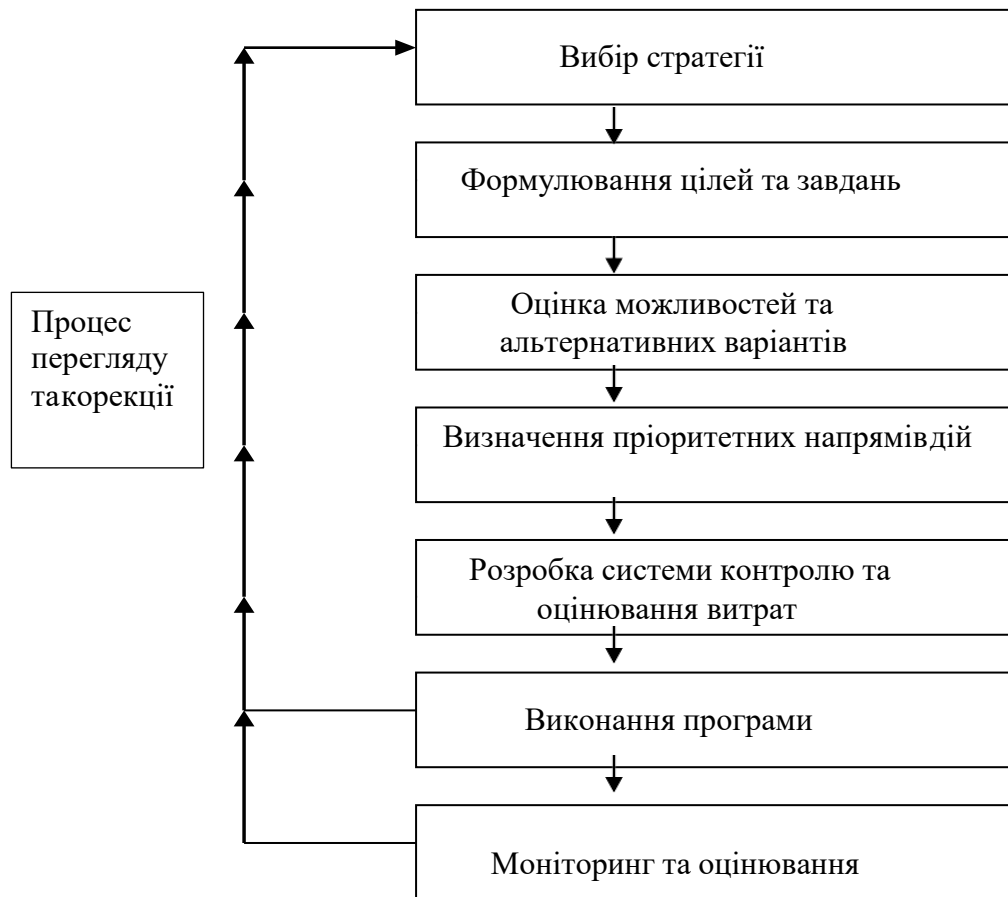 Вибір стратегії
Формулювання цілей та завдань
Оцінка можливостей та
альтернативних варіантів
Процес
перегляду
такорекції
Визначення пріоритетних напрямівдій
Розробка системи контролю та
оцінювання витрат
Виконання програми
Моніторинг та оцінювання